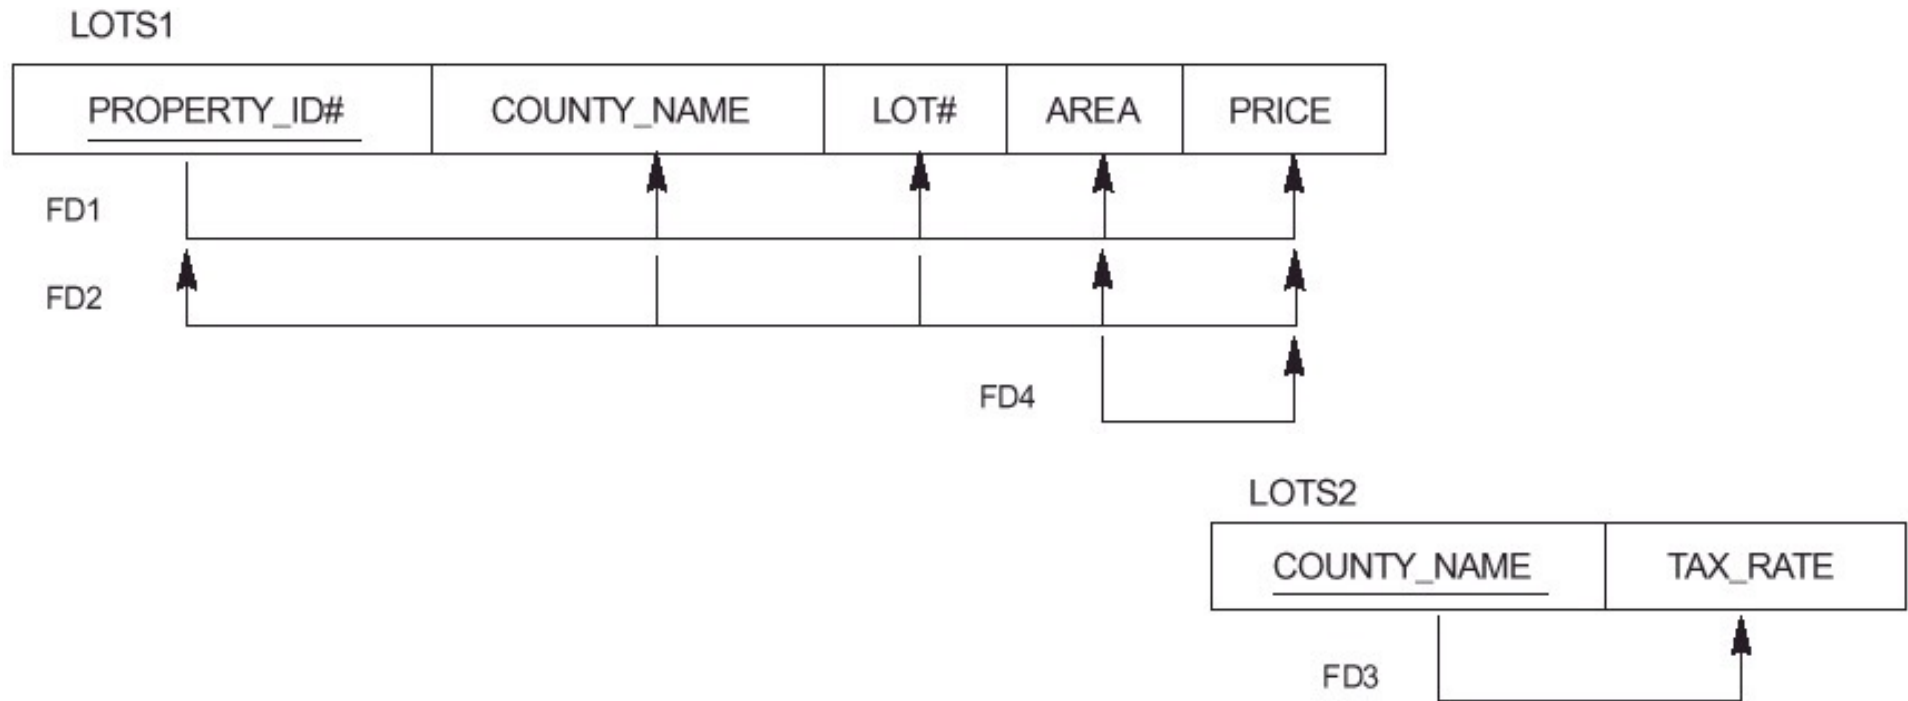 LOTS1
PROPERTY_ID# COUNTY_NAME LOT# AREA PRICE
FD1
FD2
FD4
LOTS2
COUNTY_NAME TAX_RATE
FD3